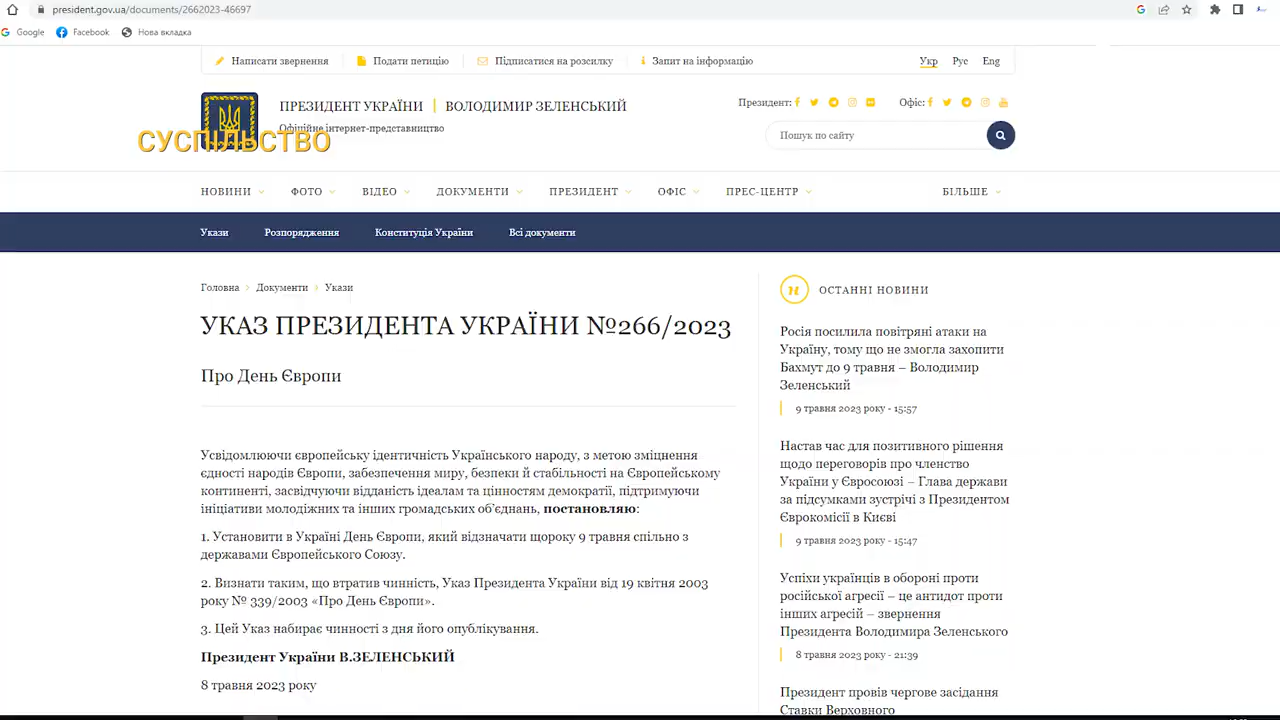 president.gov.ua/documents/2662023-46697
Google Facebook Нова вкладка
Написати звернення Подати петицію Підписатися на розсилку Запит на інформацію Укр Рус Eng
ПРЕЗИДЕНТ УКРАЇНИ ВОЛОДИМИР ЗЕЛЕНСЬКИЙ
Президент: Офіс:
Офіційне інтернет-представництво
СУСПІЛЬСТВО
Пошук по сайту
НОВИНИ ФОТО ВІДЕО ДОКУМЕНТИ ПРЕЗИДЕНТ ОФІС ПРЕС-ЦЕНТР БІЛЬШЕ
Укази Розпорядження Конституція України Всі документи
Головна Документи Укази
УКАЗ ПРЕЗИДЕНТА УКРАЇНИ №266/2023
Про День Європи
Усвідомлюючи європейську ідентичність Українського народу, з метою зміцнення
єдності народів Європи, забезпечення миру, безпеки й стабільності на Європейському
континенті, засвідчуючи відданість ідеалам та цінностям демократії, підтримуючи
ініціативи молодіжних та інших громадських об`єднань, постановляю:
1. Установити в Україні День Європи, який відзначати щороку 9 травня спільно з
державами Європейського Союзу.
2. Визнати таким, що втратив чинність, Указ Президента України від 19 квітня 2003
року № 339/2003 «Про День Європи».
3. Цей Указ набирає чинності з дня його опублікування.
Президент України В.ЗЕЛЕНСЬКИЙ
8 травня 2023 року
ОСТАННІ НОВИНИ
Росія посилила повітряні атаки на
Україну, тому що не змогла захопити
Бахмут до 9 травня – Володимир
Зеленський
9 травня 2023 року - 15:57
Настав час для позитивного рішення
щодо переговорів про членство
України у Євросоюзі – Глава держави
за підсумками зустрічі з Президентом
Єврокомісії в Києві
9 травня 2023 року - 15:47
Успіхи українців в обороні проти
російської агресії – це антидот проти
інших агресій – звернення
Президента Володимира Зеленського
8 травня 2023 року - 21:39
Президент провів чергове засідання
Ставки Верховного